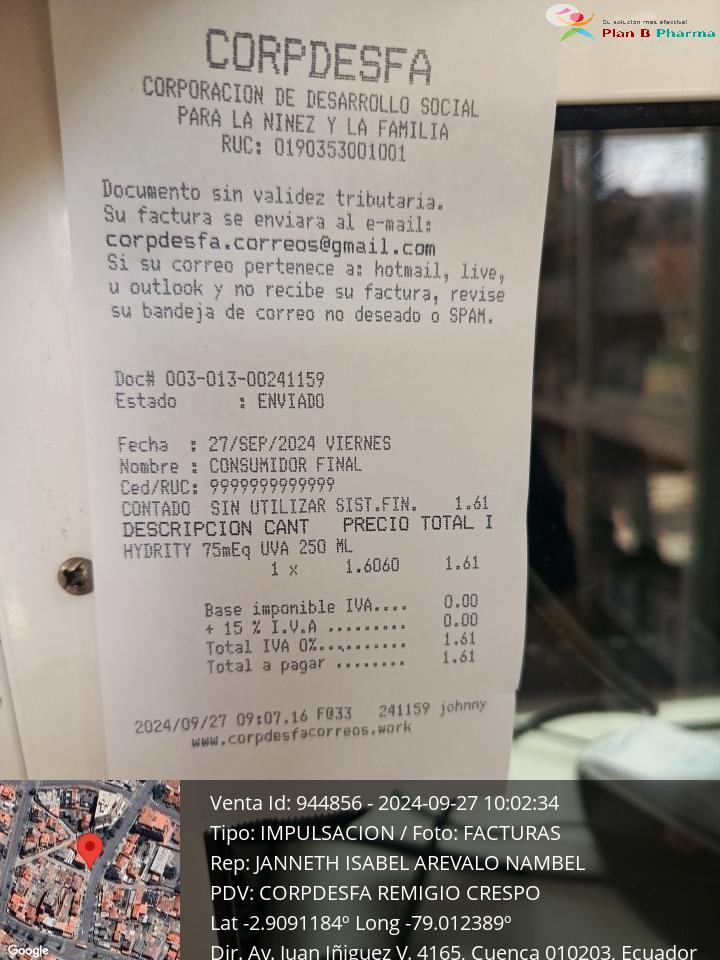 Su solución más efectiva!
Plan B Pharma
CORPDESFA
CORPORACION DE DESARROLLO SOCIAL
PARA LA NINEZ Y LA FAMILIA
RUC: 0190353001001
Documento sin validez tributaria.
Su factura se enviara al e-mail:
corpdesfa.correos@gmail.com
Si su correo pertenece a: hotmail, live,
u outlook y no recibe su factura, revise
su bandeja de correo no deseado o SPAM.
Doc# 003-013-00241159
Estado : ENVIADO
Fecha : 27/SEP/2024 VIERNES
Nombre : CONSUMIDOR FINAL
Ced/RUC: 9999999999999
CONTADO SIN UTILIZAR SIST.FIN. 1.61
DESCRIPCION CANT PRECIO TOTAL I
HYDRITY 75mEq UVA 250 ML
1 x 1.6060 1.61
Base imponible IVA.... 0.00
+ 15 % I.V.A ......... 0.00
Total IVA 0%.......... 1.61
Total a pagar ........ 1.61
2024/09/27 09:07.16 F@33 241159 johnny
www.corpdesfacorreos.work
Venta Id: 944856 - 2024-09-27 10:02:34
Tipo: IMPULSACION / Foto: FACTURAS
Rep: JANNETH ISABEL AREVALO NAMBEL
PDV: CORPDESFA REMIGIO CRESPO
Lat -2.9091184º Long -79.012389º
Dir. Av. Juan Iñiguez V. 4165, Cuenca 010203, Ecuador
Google